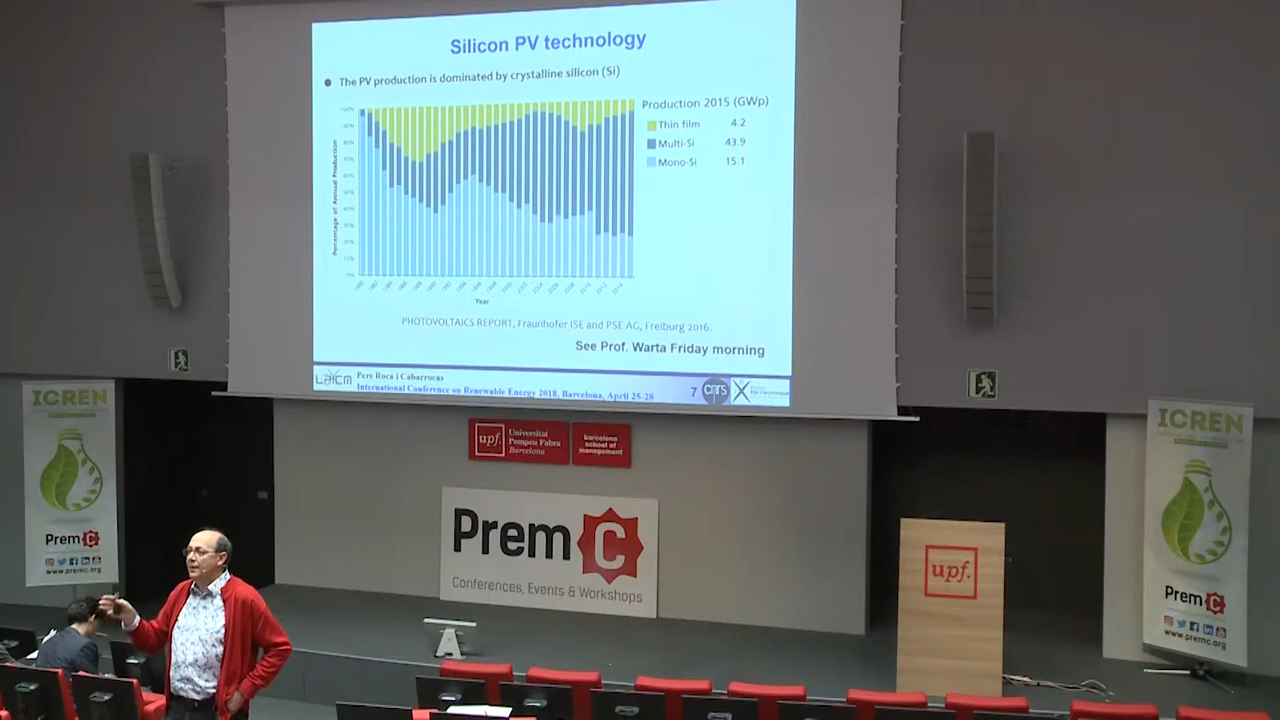 Silicon PV technology
The PV production is dominated by crystalline silicon (Si)
Production 2015 (GWp)
Thin film 4.2
Multi-Si 43.9
Mono-Si 15.1
Percentage of Annual Production
100%
Year
PHOTOVOLTAICS REPORT, Fraunhofer ISE and PSE AG, Freiburg 2016.
See Prof. Warta Friday morning
Pere Roca i Cabarrocas
International Conference on Renewable Energy 2018, Barcelona, April 25-28
7
cnrs
ICREN
PremC
www.premc.org
upf.
Universitat
Pompeu Fabra
Barcelona
barcelona
school of
management
PremC
Conferences, Events & Workshops
upf.
ICREN
PremC
www.premc.org